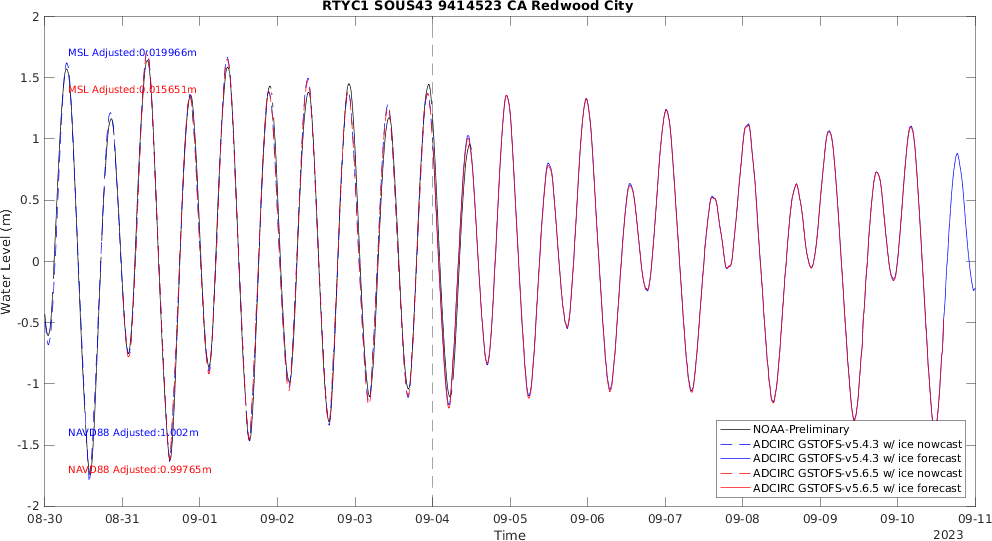 RTYC1 SOUS43 9414523 CA Redwood City
2
1.5
1
0.5
0
-0.5
-1
-1.5
-2
Water Level (m)
MSL Adjusted:0.019966m
MSL Adjusted:0.015651m
NAVD88 Adjusted:1.002m
NAVD88 Adjusted:0.99765m
NOAA-Preliminary
ADCIRC GSTOFS-v5.4.3 w/ ice nowcast
ADCIRC GSTOFS-v5.4.3 w/ ice forecast
ADCIRC GSTOFS-v5.6.5 w/ ice nowcast
ADCIRC GSTOFS-v5.6.5 w/ ice forecast
08-30 08-31 09-01 09-02 09-03 09-04 09-05 09-06 09-07 09-08 09-09 09-10 09-11
Time
2023